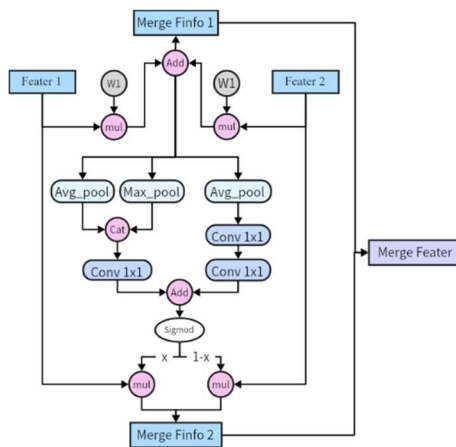 Merge Finfo 1
Add
Feater 1
W1
W1
Feater 2
mul
mul
Avg_pool
Max_pool
Avg_pool
Cat
Conv 1x1
Conv 1x1
Conv 1x1
Merge Feater
Add
Sigmod
x
1-x
mul
mul
Merge Finfo 2